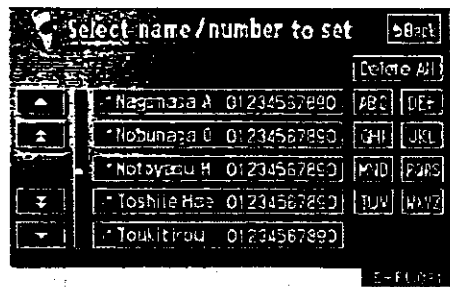 Select name/number to set Back
Delete All
Nagamasa A 01234567890 ABC DEF
Nobunaga O 01234567890 GHI JKL
Motoyasu M 01234567890 MNO PQRS
Toshiie Mae 01234567890 TUV WXYZ
Toukitirou 01234567890